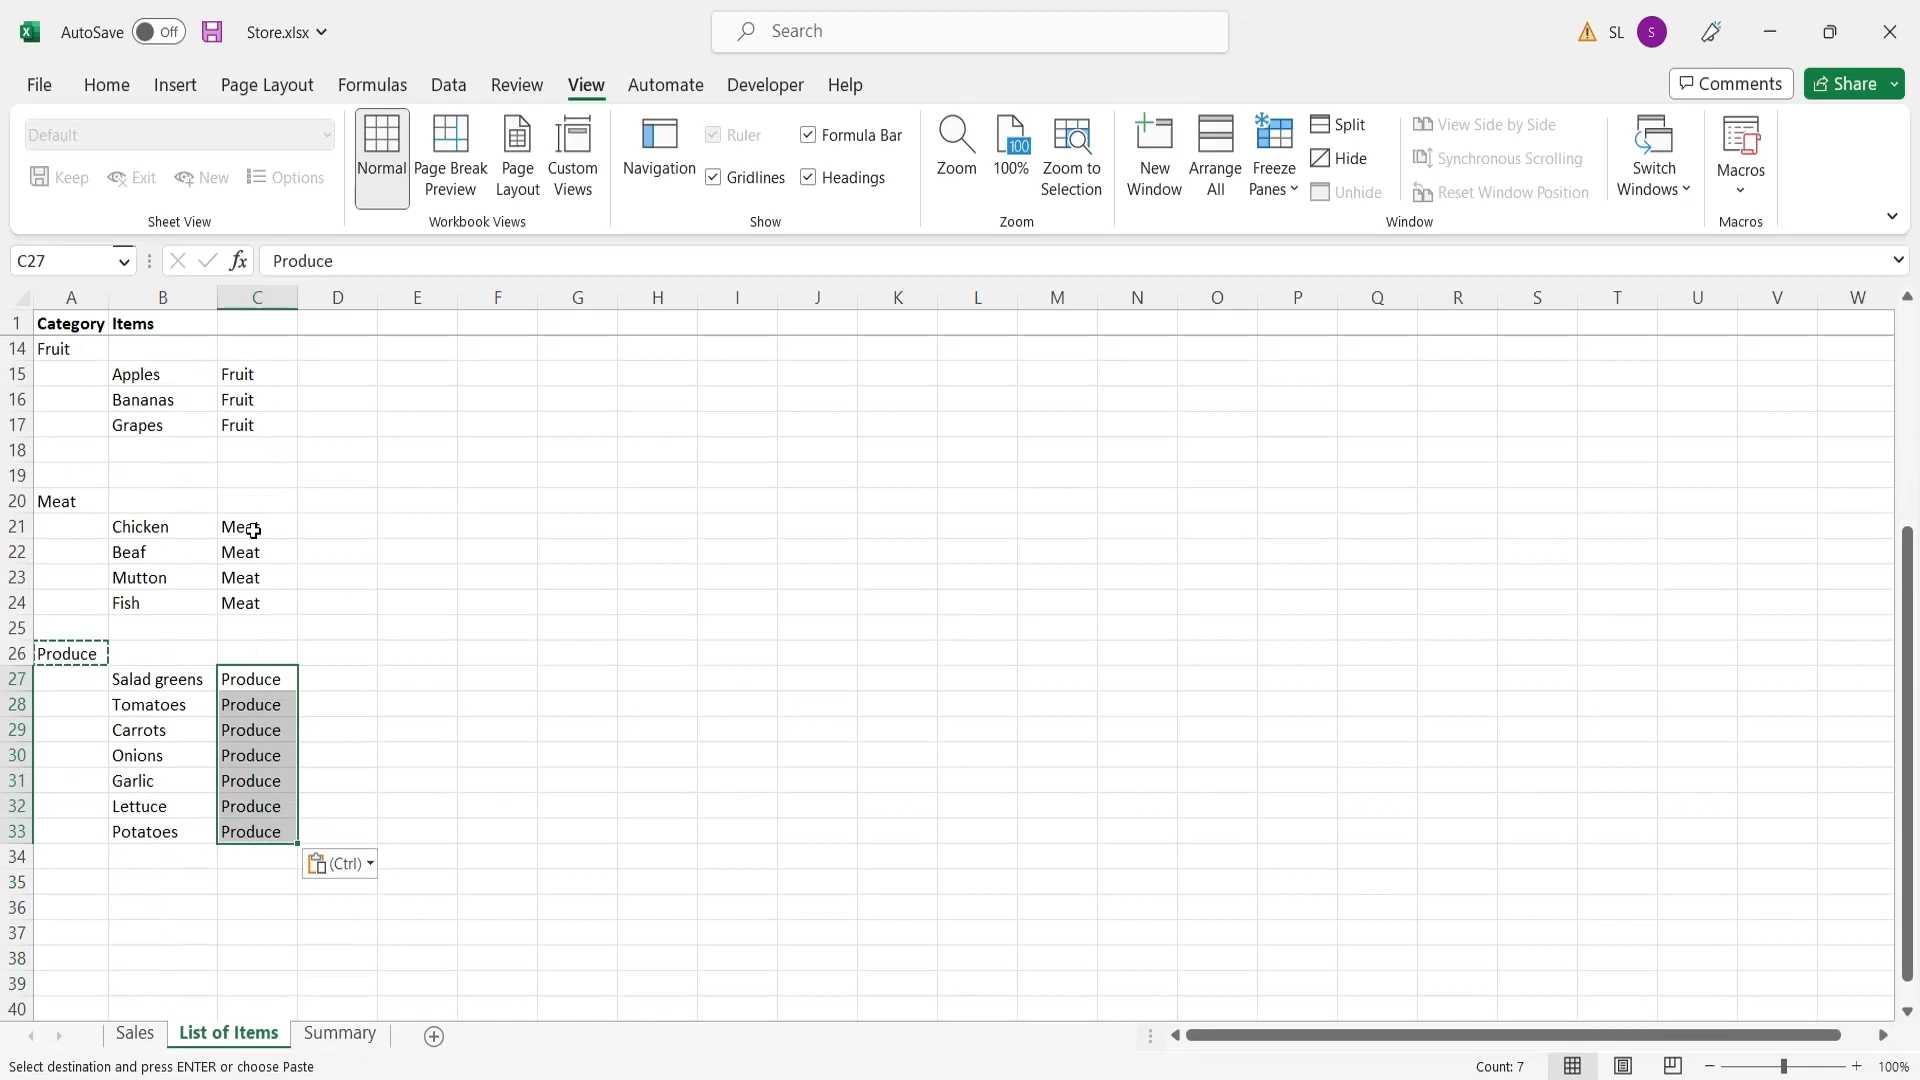 AutoSave Off Store.xlsx Search SL S
File Home Insert Page Layout Formulas Data Review View Automate Developer Help Comments Share
Default
Keep Exit New Options
Sheet View
Normal Page Break Preview Page Layout Custom Views
Workbook Views
Navigation Ruler Formula Bar
Gridlines Headings
Show
Zoom 100 100% Zoom to Selection
Zoom
New Window Arrange All Freeze Panes Split Hide Unhide
View Side by Side
Synchronous Scrolling
Reset Window Position
Switch Windows
Window
Macros
Macros
C27 fx Produce
A B C D E F G H I J K L M N O P Q R S T U V W
1 Category Items
14 Fruit
15 Apples Fruit
16 Bananas Fruit
17 Grapes Fruit
18
19
20 Meat
21 Chicken Meat
22 Beaf Meat
23 Mutton Meat
24 Fish Meat
25
26 Produce
27 Salad greens Produce
28 Tomatoes Produce
29 Carrots Produce
30 Onions Produce
31 Garlic Produce
32 Lettuce Produce
33 Potatoes Produce
34 (Ctrl)
35
36
37
38
39
40
Sales List of Items Summary
Select destination and press ENTER or choose Paste Count: 7 100%